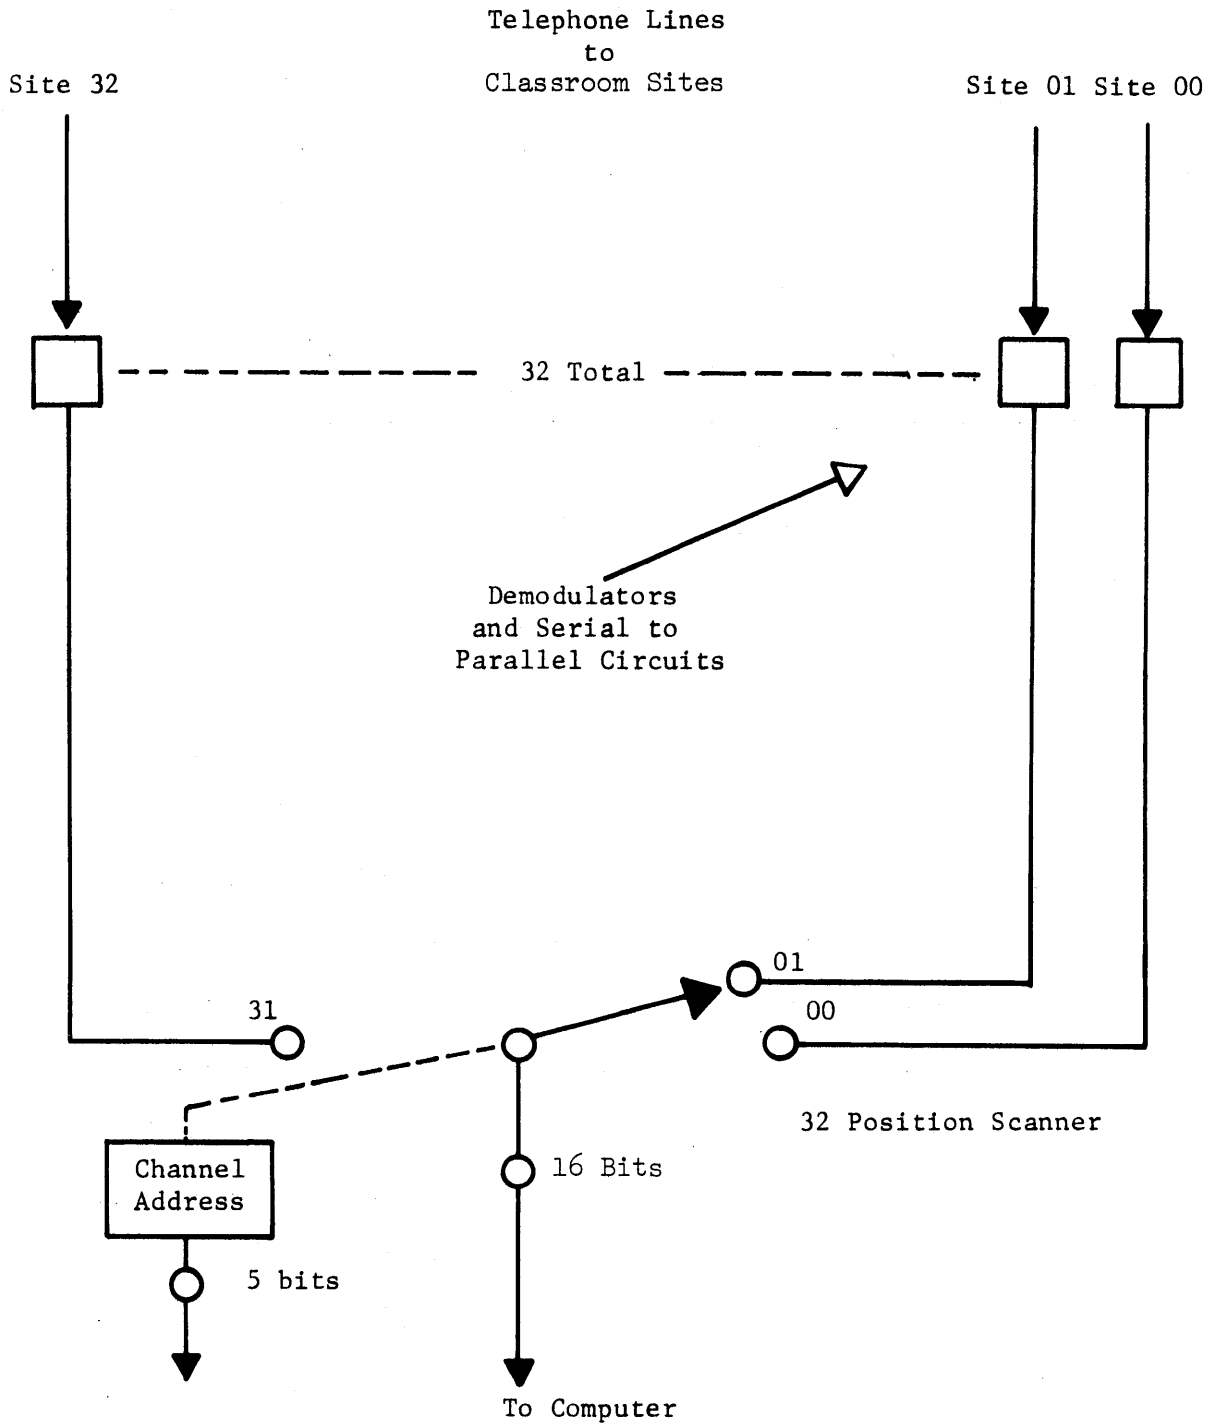 Telephone Lines
to
Classroom Sites
Site 32
Site 01 Site 00
32 Total
Demodulators
and Serial to
Parallel Circuits
01
31
00
32 Position Scanner
Channel
Address
16 Bits
5 bits
To Computer